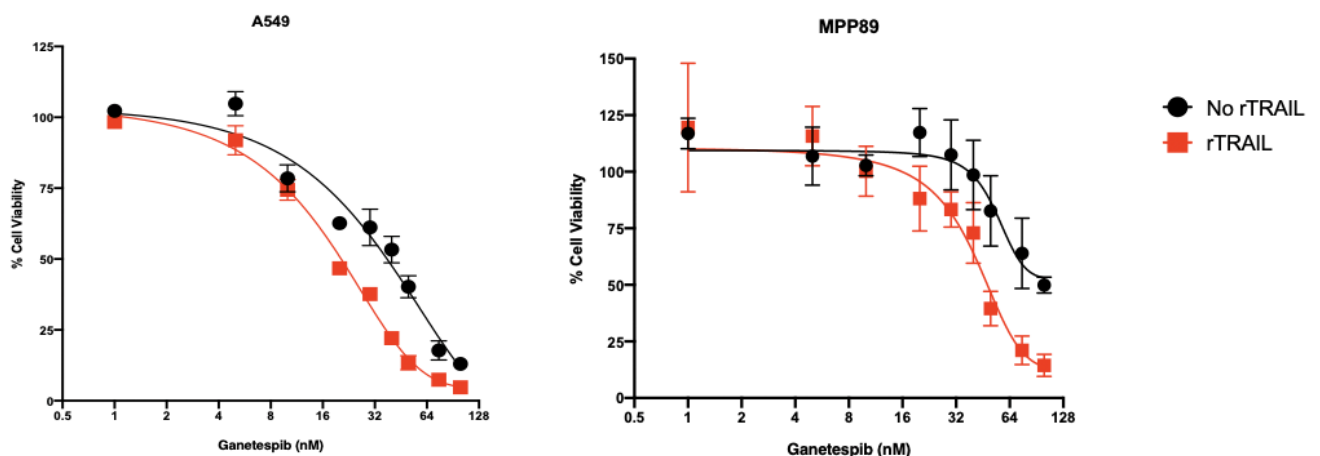 A549
125
100
75
50
25
0
% Cell Viability
0.5 1 2 4 8 16 32 64 128
Ganetespib (nM)
MPP89
150
125
100
75
50
25
0
% Cell Viability
0.5 1 2 4 8 16 32 64 128
Ganetespib (nM)
No rTRAIL
rTRAIL